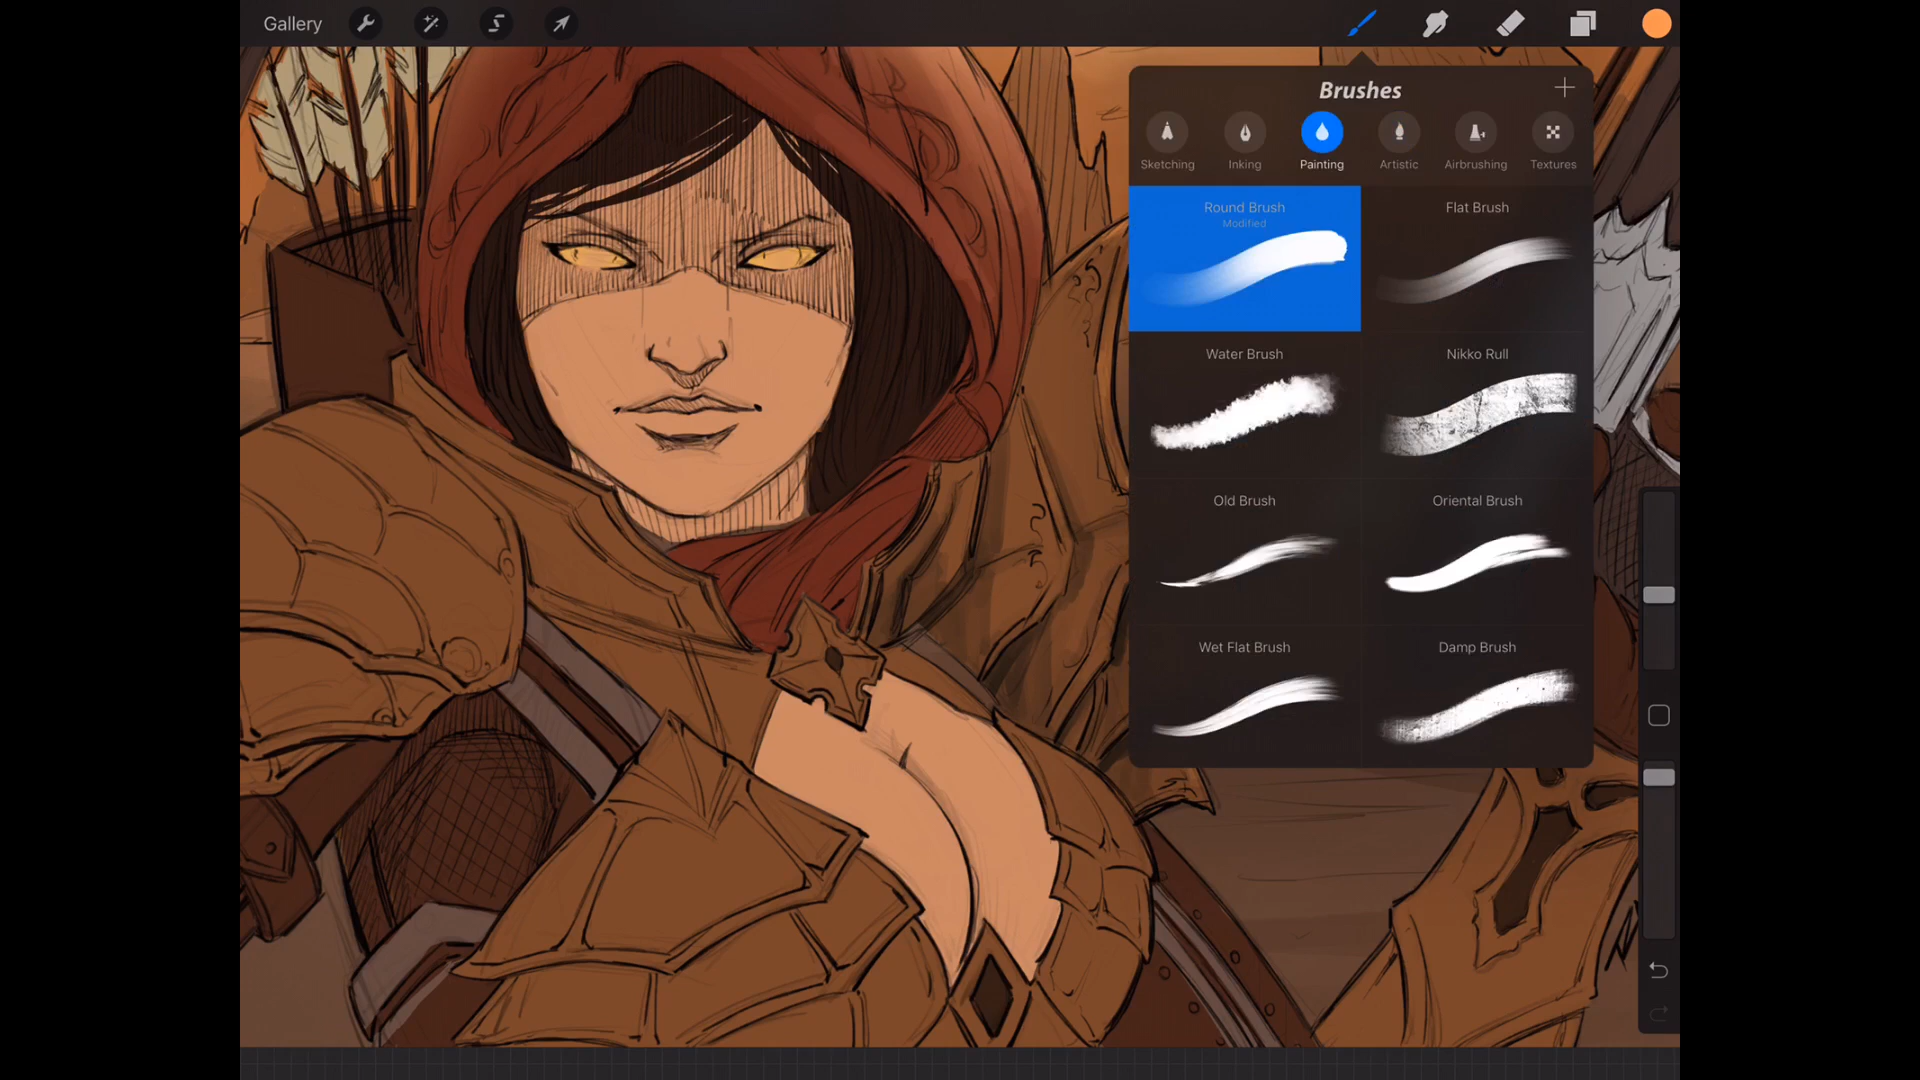 Gallery
Brushes
Sketching
Inking
Painting
Artistic
Airbrushing
Textures
Round Brush
Modified
Flat Brush
Water Brush
Nikko Rull
Old Brush
Oriental Brush
Wet Flat Brush
Damp Brush